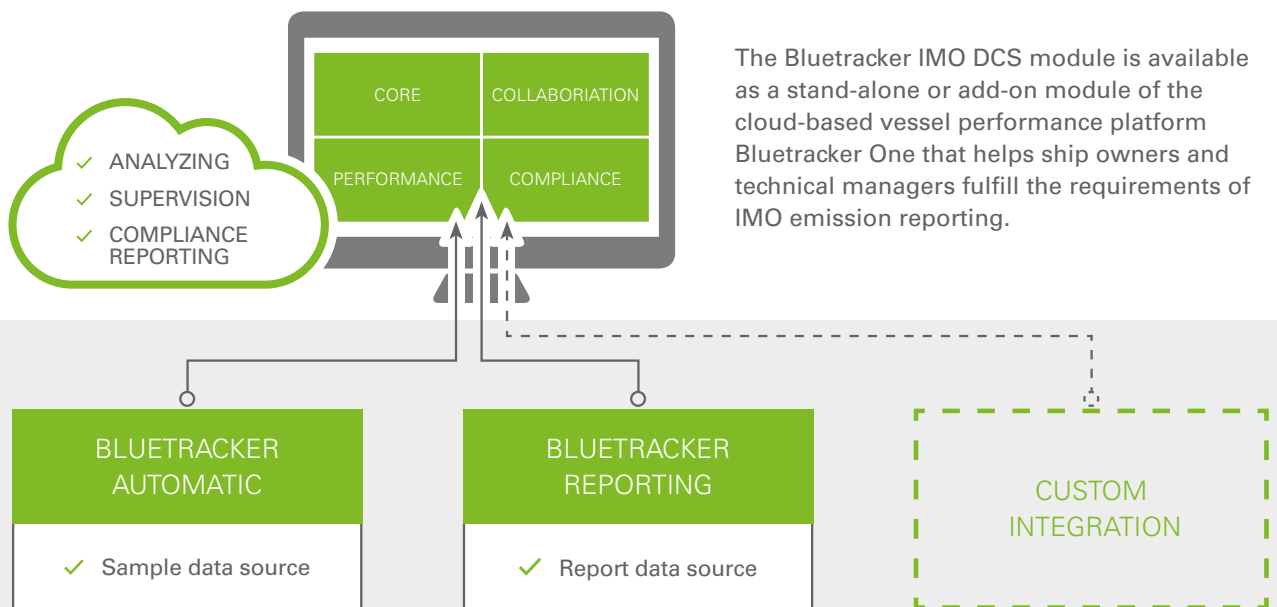 CORE
COLLABORIATION
PERFORMANCE
COMPLIANCE
ANALYZING
SUPERVISION
COMPLIANCE
REPORTING
The Bluetracker IMO DCS module is available
as a stand-alone or add-on module of the
cloud-based vessel performance platform
Bluetracker One that helps ship owners and
technical managers fulfill the requirements of
IMO emission reporting.
BLUETRACKER
AUTOMATIC
Sample data source
BLUETRACKER
REPORTING
Report data source
CUSTOM
INTEGRATION